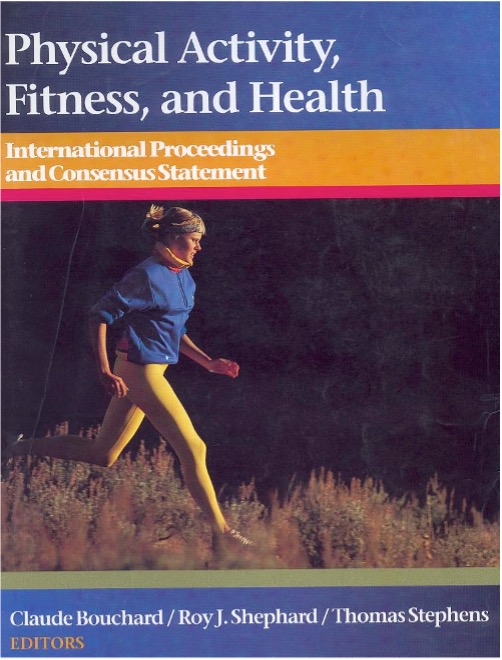 Physical Activity,
Fitness, and Health
International Proceedings
and Consensus Statement
Claude Bouchard / Roy J. Shephard / Thomas Stephens
EDITORS